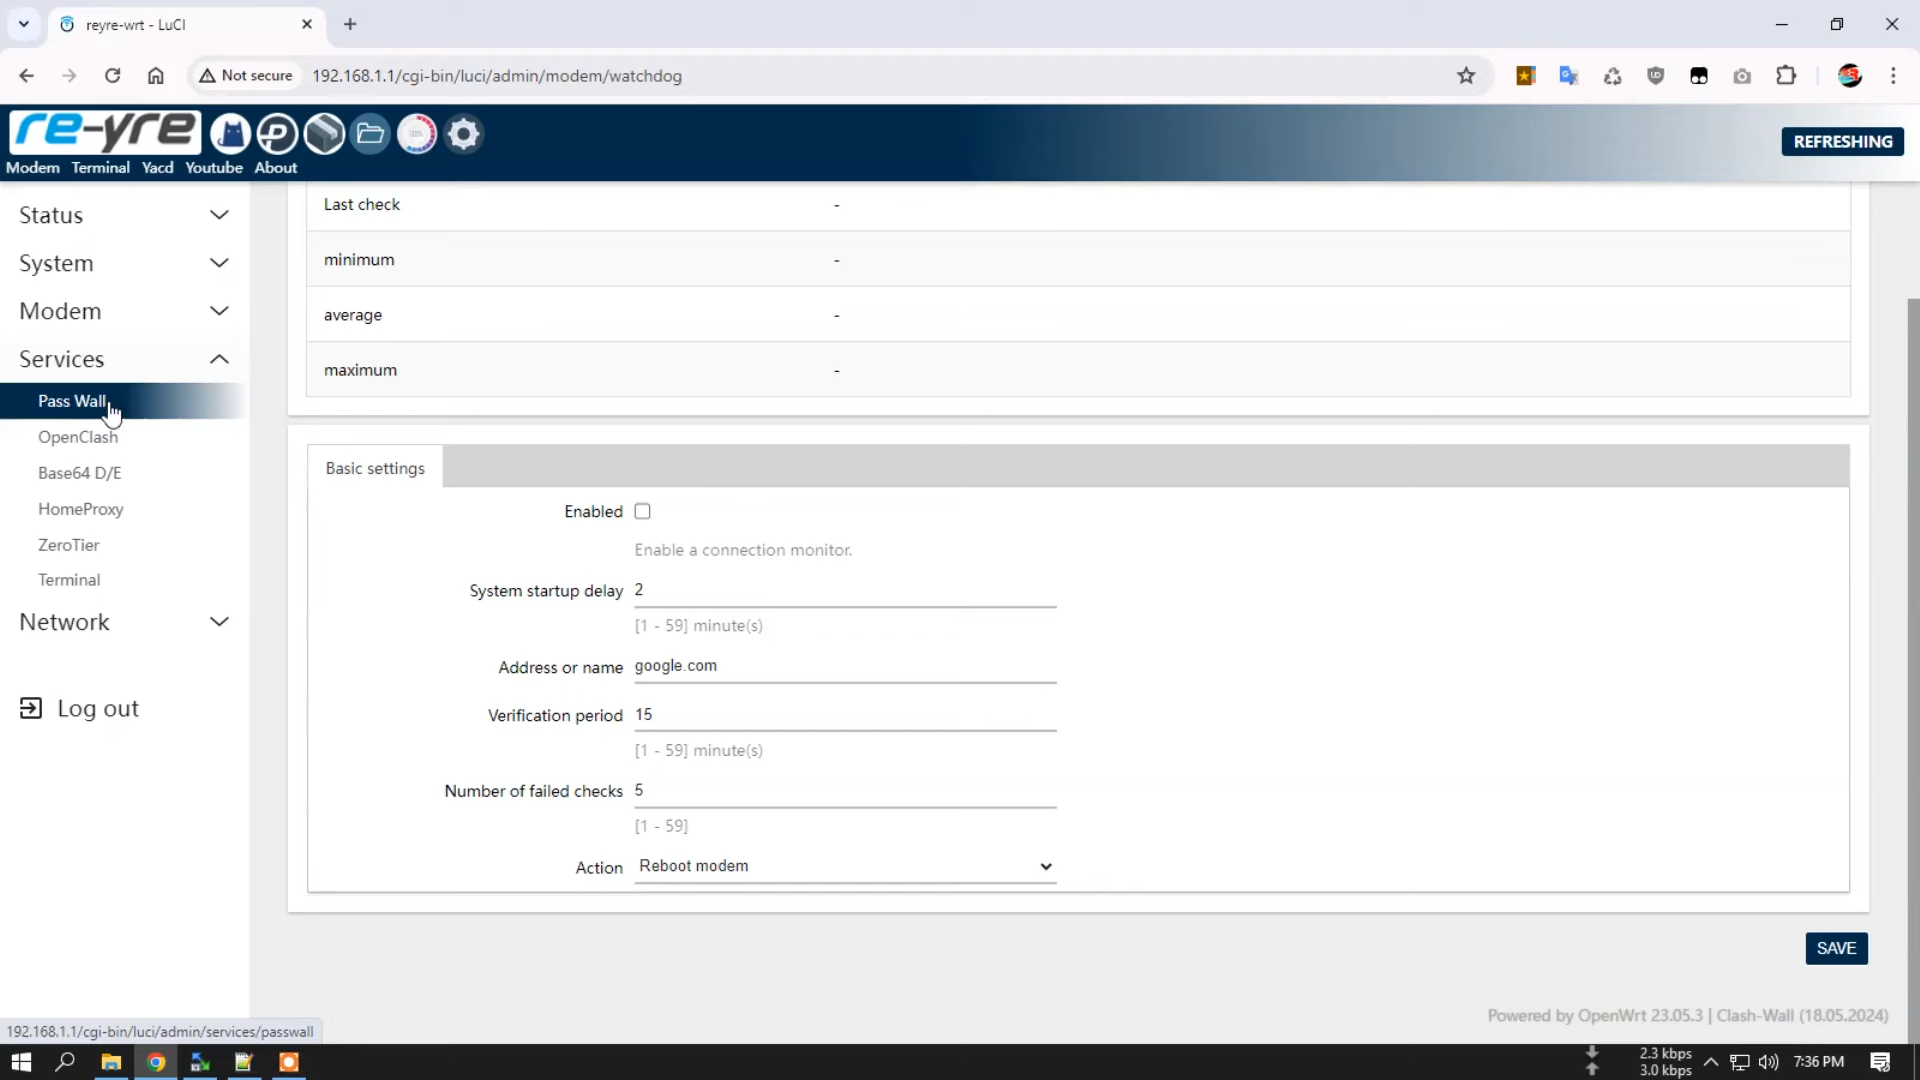 reyre-wrt - LuCI
Not secure
192.168.1.1/cgi-bin/luci/admin/modem/watchdog
re-yre
Modem Terminal Yacd Youtube About
REFRESHING
Status
System
Modem
Services
Pass Wall
OpenClash
Base64 D/E
HomeProxy
ZeroTier
Terminal
Network
Log out
Last check -
minimum -
average -
maximum -
Basic settings
Enabled
Enable a connection monitor.
System startup delay 2
[1 - 59] minute(s)
Address or name google.com
Verification period 15
[1 - 59] minute(s)
Number of failed checks 5
[1 - 59]
Action Reboot modem
SAVE
Powered by OpenWrt 23.05.3 | Clash-Wall (18.05.2024)
192.168.1.1/cgi-bin/luci/admin/services/passwall
2.3 kbps
3.0 kbps
7:36 PM